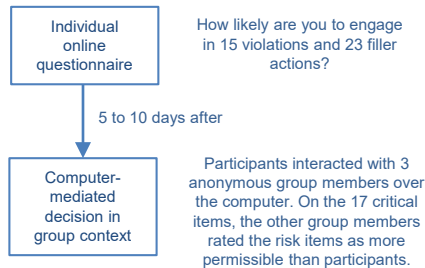 Individual
online
questionnaire
How likely are you to engage
in 15 violations and 23 filler
actions?
5 to 10 days after
Computer-
mediated
decision in
group context
Participants interacted with 3
anonymous group members over
the computer. On the 17 critical
items, the other group members
rated the risk items as more
permissible than participants.